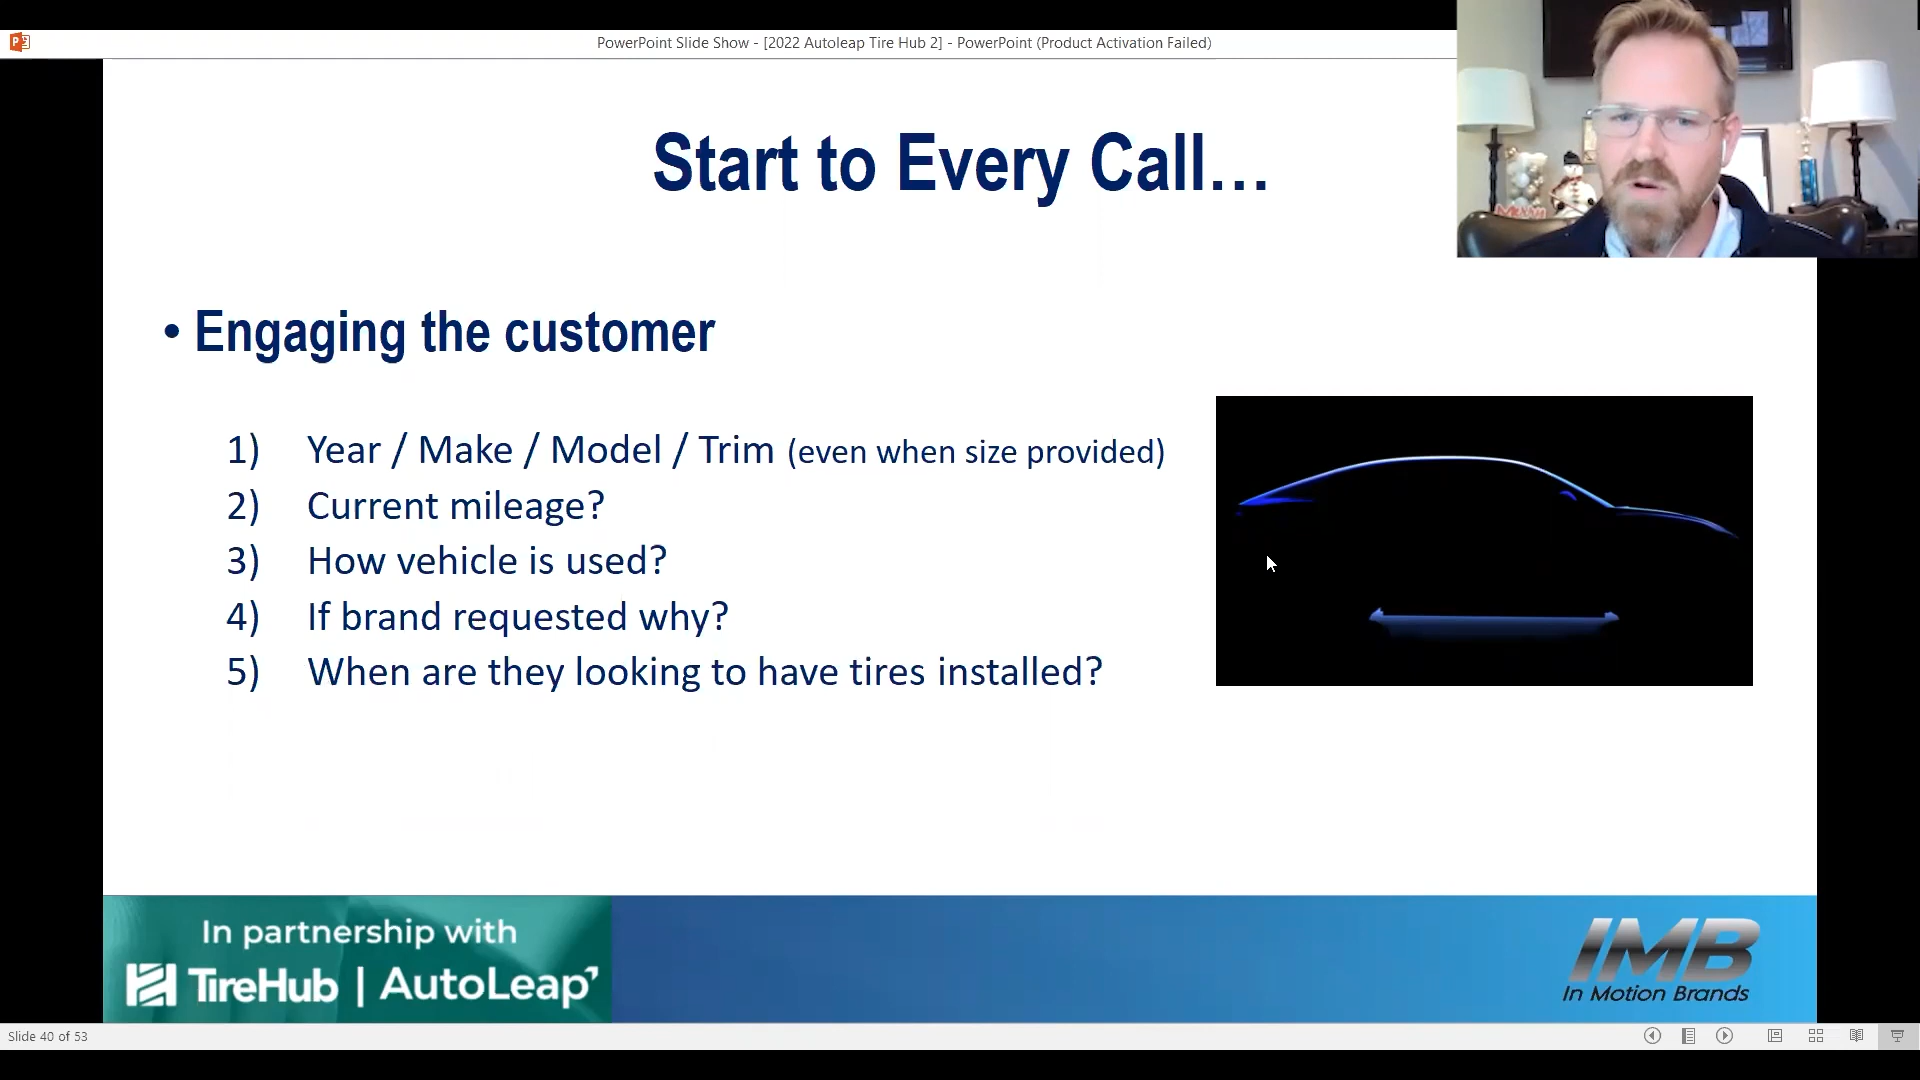 PowerPoint Slide Show - [2022 Autoleap Tire Hub 2] - PowerPoint (Product Activation Failed)
Start to Every Call...
• Engaging the customer
1) Year / Make / Model / Trim (even when size provided)
2) Current mileage?
3) How vehicle is used?
4) If brand requested why?
5) When are they looking to have tires installed?
In partnership with
TireHub | AutoLeap
IMB
In Motion Brands
Slide 40 of 53